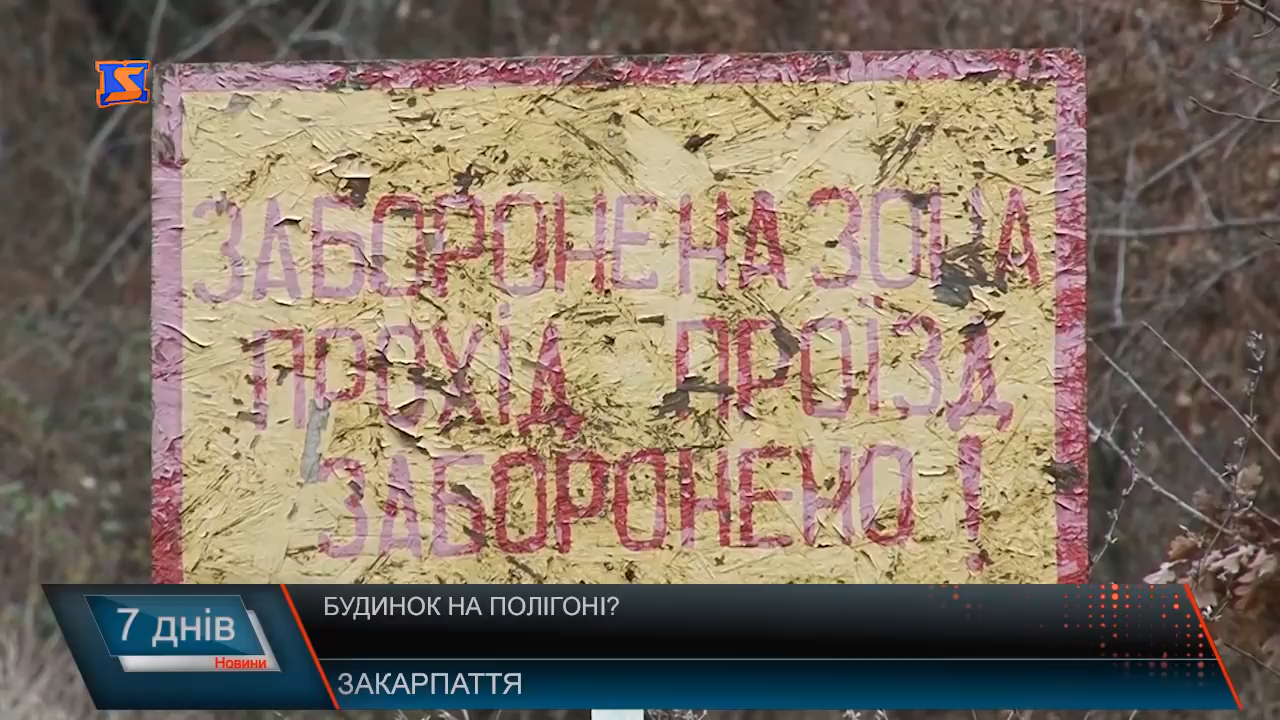 ЗАБОРОНЕНА ЗОНА
ПРОХІД ПРОЇЗД
ЗАБОРОНЕНО !
7 днів
Новини
БУДИНОК НА ПОЛІГОНІ?
ЗАКАРПАТТЯ